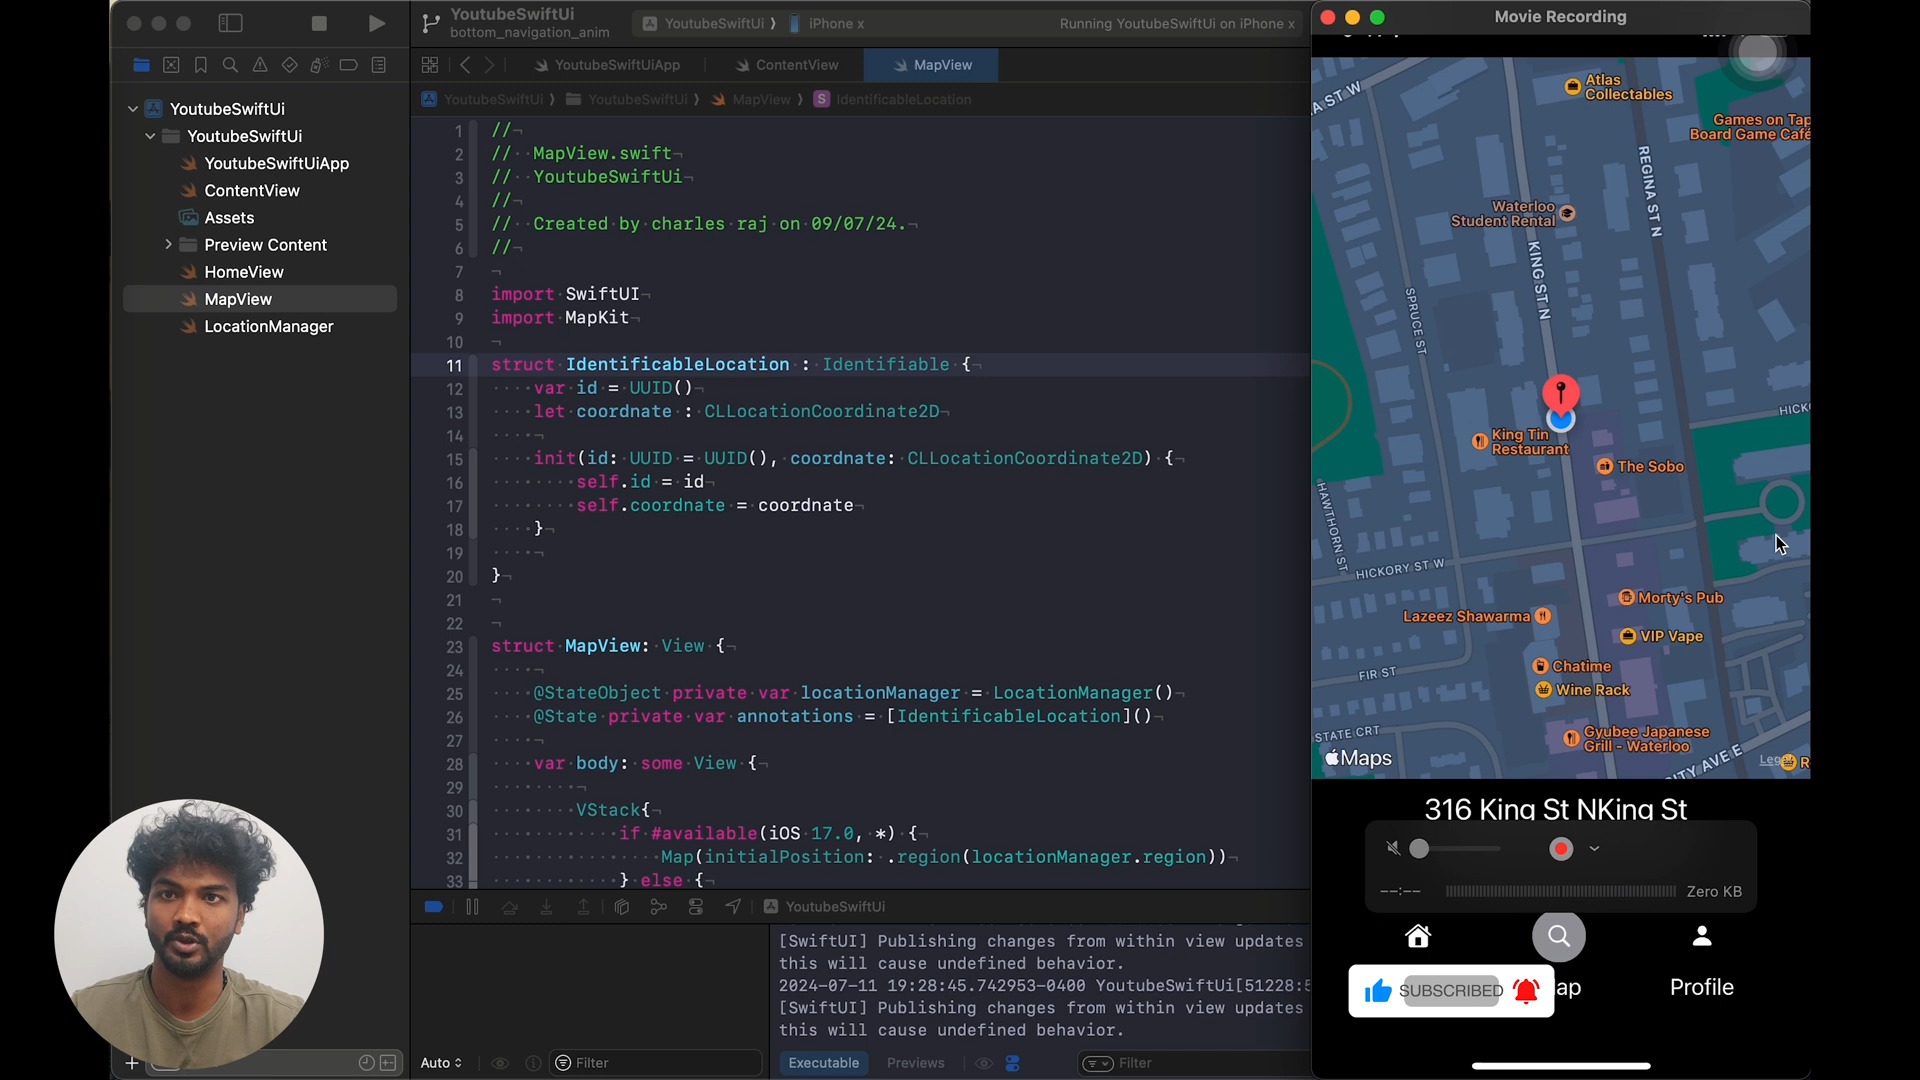 YoutubeSwiftUi
bottom_navigation_anim
YoutubeSwiftUi
iPhone x
Running YoutubeSwiftUi on iPhone x
Movie Recording
YoutubeSwiftUiApp
ContentView
MapView
YoutubeSwiftUi
YoutubeSwiftUi
MapView
S
IdentificableLocation
YoutubeSwiftUi
YoutubeSwiftUi
YoutubeSwiftUiApp
ContentView
Assets
Preview Content
HomeView
MapView
LocationManager
1 //
2 // MapView.swift
3 // YoutubeSwiftUi
4 //
5 // Created by charles raj on 09/07/24.
6 //
7
8 import SwiftUI
9 import MapKit
10
11 struct IdentificableLocation : Identifiable {
12 var id = UUID()
13 let coordnate : CLLocationCoordinate2D
14
15 init(id: UUID = UUID(), coordnate: CLLocationCoordinate2D) {
16 self.id = id
17 self.coordnate = coordnate
18 }
19
20 }
21
22
23 struct MapView: View {
24
25 @StateObject private var locationManager = LocationManager()
26 @State private var annotations = [IdentificableLocation]()
27
28 var body: some View {
29
30 VStack{
31 if #available(iOS 17.0, *) {
32 Map(initialPosition: .region(locationManager.region))
33 } else {
YoutubeSwiftUi
[SwiftUI] Publishing changes from within view updates
this will cause undefined behavior.
2024-07-11 19:28:45.742953-0400 YoutubeSwiftUi[51228:5
[SwiftUI] Publishing changes from within view updates
this will cause undefined behavior.
Auto
Filter
Executable
Previews
Filter
A ST W
Atlas
Collectables
Games on Tap
Board Game Café
REGINA ST N
Waterloo
Student Rental
KING ST N
SPRUCE ST
HICKO
King Tin
Restaurant
The Sobo
HAWTHORN ST
HICKORY ST W
Morty's Pub
Lazeez Shawarma
VIP Vape
Chatime
FIR ST
Wine Rack
STATE CRT
Gyubee Japanese
Grill - Waterloo
SITY AVE E
Maps
Lega
R
316 King St NKing St
--:--
Zero KB
SUBSCRIBED
ap
Profile